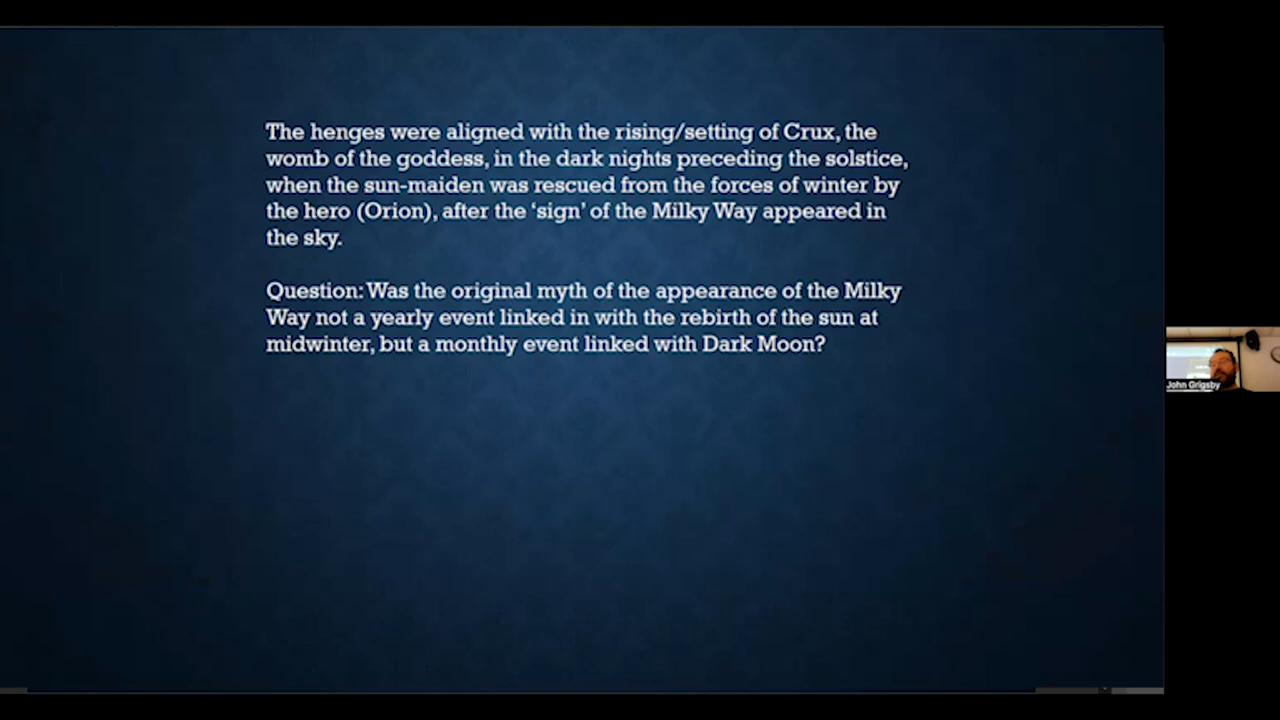 The henges were aligned with the rising/setting of Crux, the
womb of the goddess, in the dark nights preceding the solstice,
when the sun-maiden was rescued from the forces of winter by
the hero (Orion), after the ‘sign’ of the Milky Way appeared in
the sky.
Question: Was the original myth of the appearance of the Milky
Way not a yearly event linked in with the rebirth of the sun at
midwinter, but a monthly event linked with Dark Moon?
John Grigsby